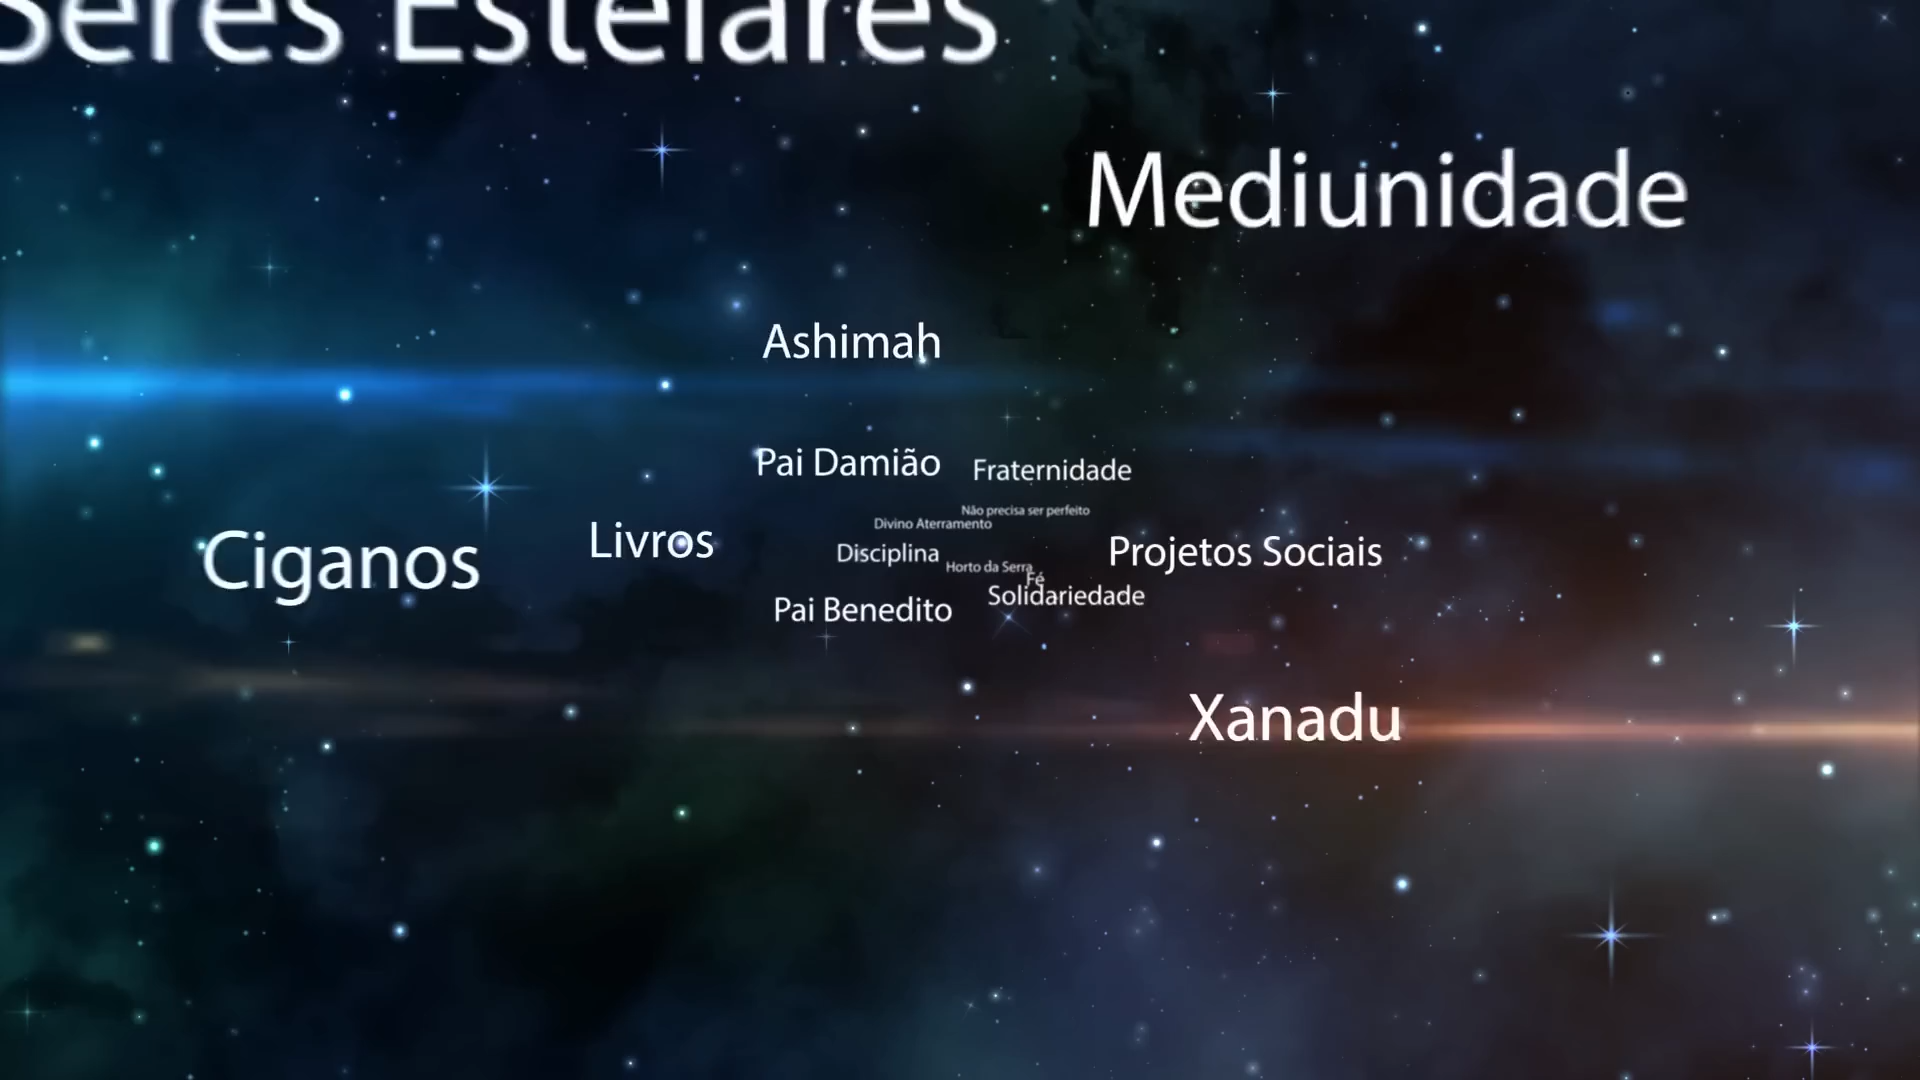 Seres Estelares
Mediunidade
Ashimah
Pai Damião
Fraternidade
Não precisa ser perfeito
Divino Aterramento
Ciganos
Livros
Disciplina
Projetos Sociais
Horto da Serra
Fé
Solidariedade
Pai Benedito
Xanadu